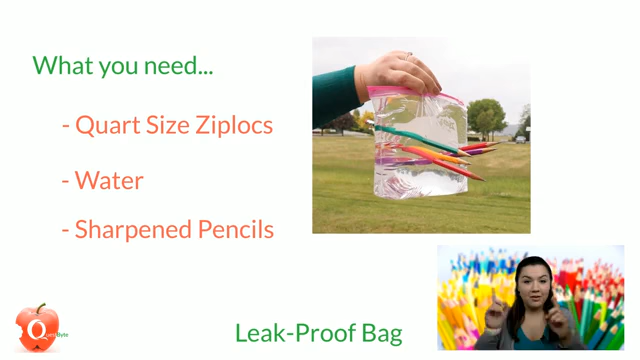 What you need...
- Quart Size Ziplocs
- Water
- Sharpened Pencils
Leak-Proof Bag
Q